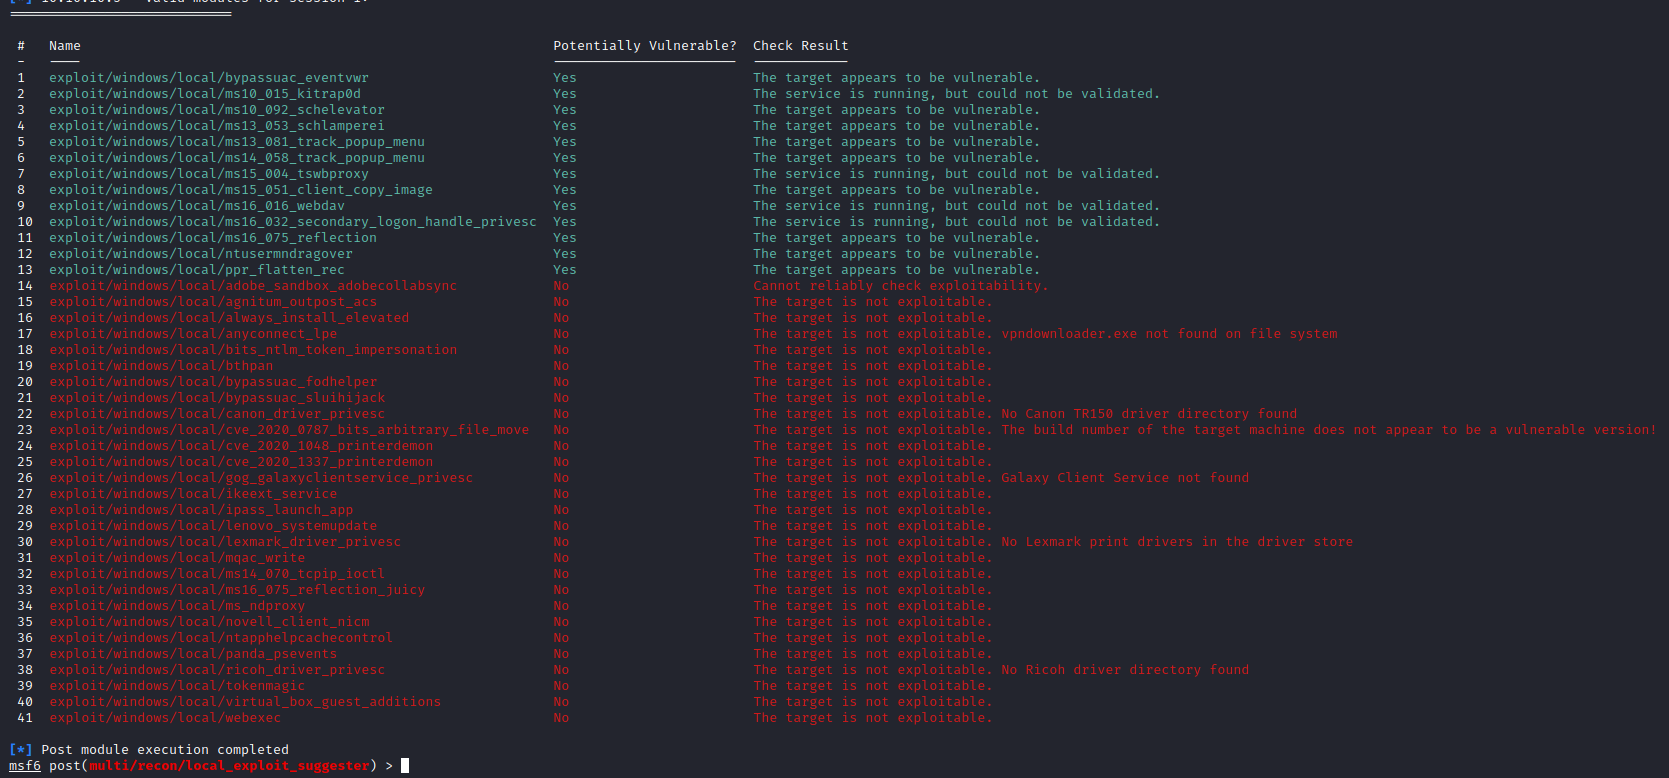 #   Name                                                           Potentially Vulnerable?  Check Result
-   ----                                                           -----------------------  ------------
1   exploit/windows/local/bypassuac_eventvwr                       Yes                      The target appears to be vulnerable.
2   exploit/windows/local/ms10_015_kitrap0d                        Yes                      The service is running, but could not be validated.
3   exploit/windows/local/ms10_092_schelevator                     Yes                      The target appears to be vulnerable.
4   exploit/windows/local/ms13_053_schlamperei                     Yes                      The target appears to be vulnerable.
5   exploit/windows/local/ms13_081_track_popup_menu                Yes                      The target appears to be vulnerable.
6   exploit/windows/local/ms14_058_track_popup_menu                Yes                      The target appears to be vulnerable.
7   exploit/windows/local/ms15_004_tswbproxy                       Yes                      The service is running, but could not be validated.
8   exploit/windows/local/ms15_051_client_copy_image               Yes                      The target appears to be vulnerable.
9   exploit/windows/local/ms16_016_webdav                          Yes                      The service is running, but could not be validated.
10  exploit/windows/local/ms16_032_secondary_logon_handle_privesc  Yes                      The service is running, but could not be validated.
11  exploit/windows/local/ms16_075_reflection                      Yes                      The target appears to be vulnerable.
12  exploit/windows/local/ntusermndragover                         Yes                      The target appears to be vulnerable.
13  exploit/windows/local/ppr_flatten_rec                          Yes                      The target appears to be vulnerable.
14  exploit/windows/local/adobe_sandbox_adobecollabsync            No                       Cannot reliably check exploitability.
15  exploit/windows/local/agnitum_outpost_acs                      No                       The target is not exploitable.
16  exploit/windows/local/always_install_elevated                  No                       The target is not exploitable.
17  exploit/windows/local/anyconnect_lpe                           No                       The target is not exploitable. vpndownloader.exe not found on file system
18  exploit/windows/local/bits_ntlm_token_impersonation            No                       The target is not exploitable.
19  exploit/windows/local/bthpan                                   No                       The target is not exploitable.
20  exploit/windows/local/bypassuac_fodhelper                      No                       The target is not exploitable.
21  exploit/windows/local/bypassuac_sluihijack                     No                       The target is not exploitable.
22  exploit/windows/local/canon_driver_privesc                     No                       The target is not exploitable. No Canon TR150 driver directory found
23  exploit/windows/local/cve_2020_0787_bits_arbitrary_file_move   No                       The target is not exploitable. The build number of the target machine does not appear to be a vulnerable version!
24  exploit/windows/local/cve_2020_1048_printerdemon               No                       The target is not exploitable.
25  exploit/windows/local/cve_2020_1337_printerdemon               No                       The target is not exploitable.
26  exploit/windows/local/gog_galaxyclientservice_privesc          No                       The target is not exploitable. Galaxy Client Service not found
27  exploit/windows/local/ikeext_service                           No                       The target is not exploitable.
28  exploit/windows/local/ipass_launch_app                         No                       The target is not exploitable.
29  exploit/windows/local/lenovo_systemupdate                      No                       The target is not exploitable.
30  exploit/windows/local/lexmark_driver_privesc                   No                       The target is not exploitable. No Lexmark print drivers in the driver store
31  exploit/windows/local/mqac_write                               No                       The target is not exploitable.
32  exploit/windows/local/ms14_070_tcpip_ioctl                     No                       The target is not exploitable.
33  exploit/windows/local/ms16_075_reflection_juicy                No                       The target is not exploitable.
34  exploit/windows/local/ms_ndproxy                               No                       The target is not exploitable.
35  exploit/windows/local/novell_client_nicm                       No                       The target is not exploitable.
36  exploit/windows/local/ntapphelpcachecontrol                    No                       The target is not exploitable.
37  exploit/windows/local/panda_psevents                           No                       The target is not exploitable.
38  exploit/windows/local/ricoh_driver_privesc                     No                       The target is not exploitable. No Ricoh driver directory found
39  exploit/windows/local/tokenmagic                               No                       The target is not exploitable.
40  exploit/windows/local/virtual_box_guest_additions              No                       The target is not exploitable.
41  exploit/windows/local/webexec                                  No                       The target is not exploitable.
[*] Post module execution completed
msf6 post(multi/recon/local_exploit_suggester) >